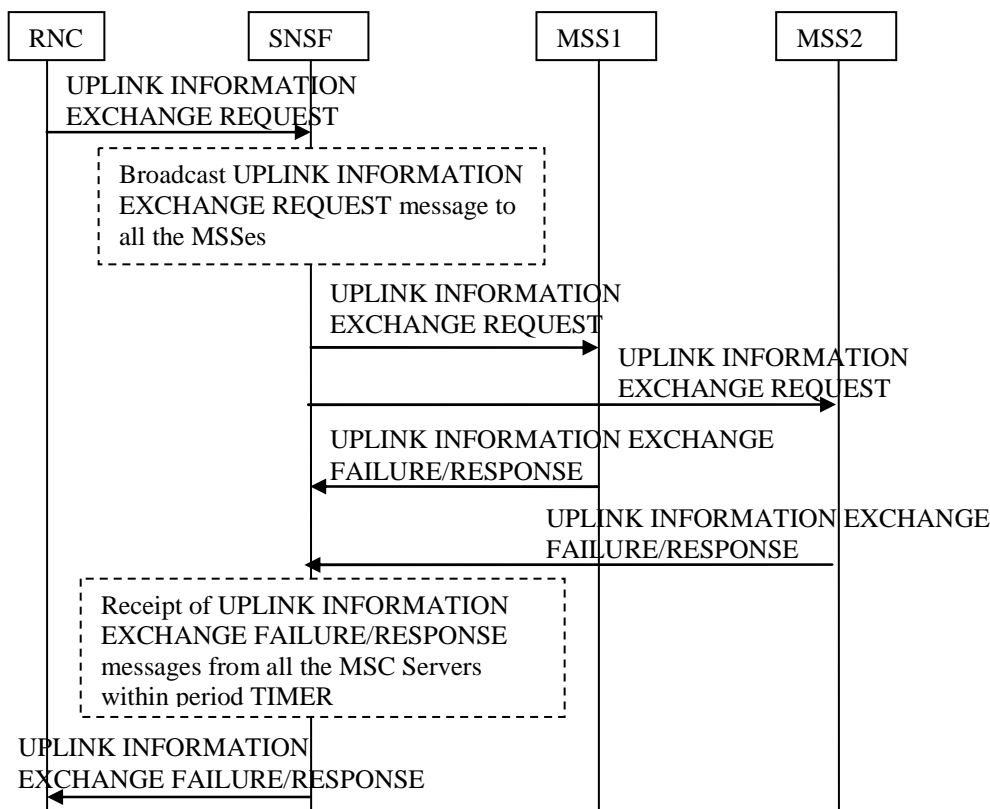 RNC
SNSF
MSS1
MSS2
UPLINK INFORMATION
EXCHANGE REQUEST
Broadcast UPLINK INFORMATION
EXCHANGE REQUEST message to
all the MSSes
UPLINK INFORMATION
EXCHANGE REQUEST
UPLINK INFORMATION
EXCHANGE REQUEST
UPLINK INFORMATION EXCHANGE
FAILURE/RESPONSE
UPLINK INFORMATION EXCHANGE
FAILURE/RESPONSE
Receipt of UPLINK INFORMATION
EXCHANGE FAILURE/RESPONSE
messages from all the MSC Servers
within period TIMER
UPLINK INFORMATION
EXCHANGE FAILURE/RESPONSE